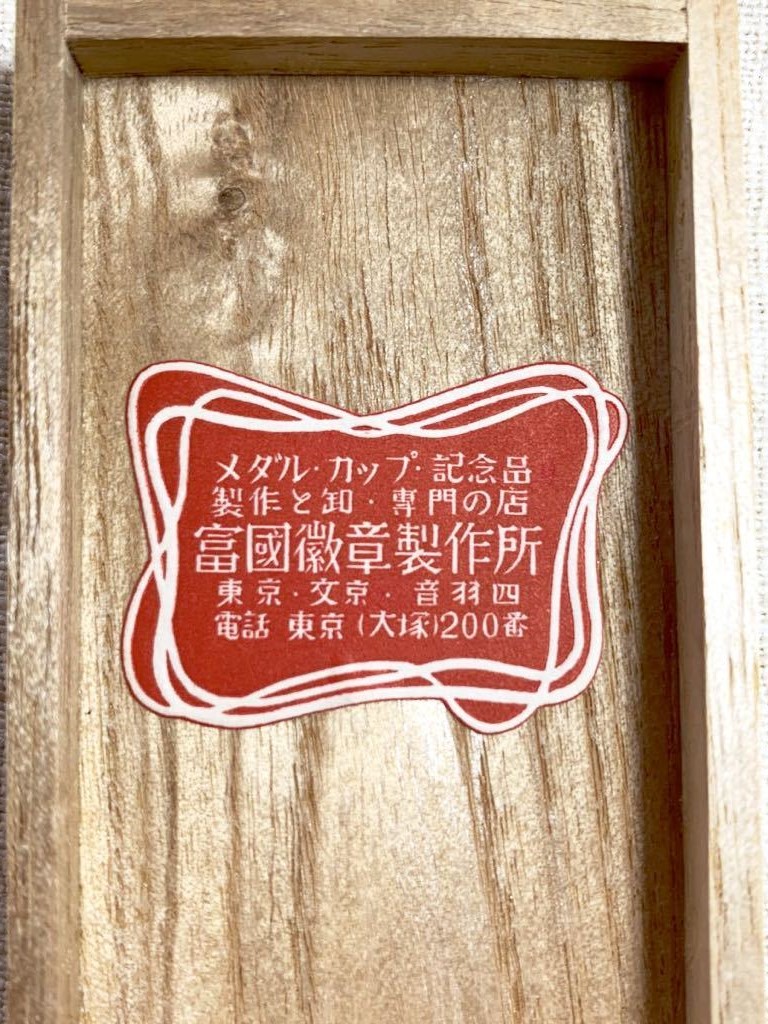 メダル・カップ・記念品
製作と卸・専門の店
富國徽章製作所
東京・文京・音羽四
電話 東京(大塚)200番